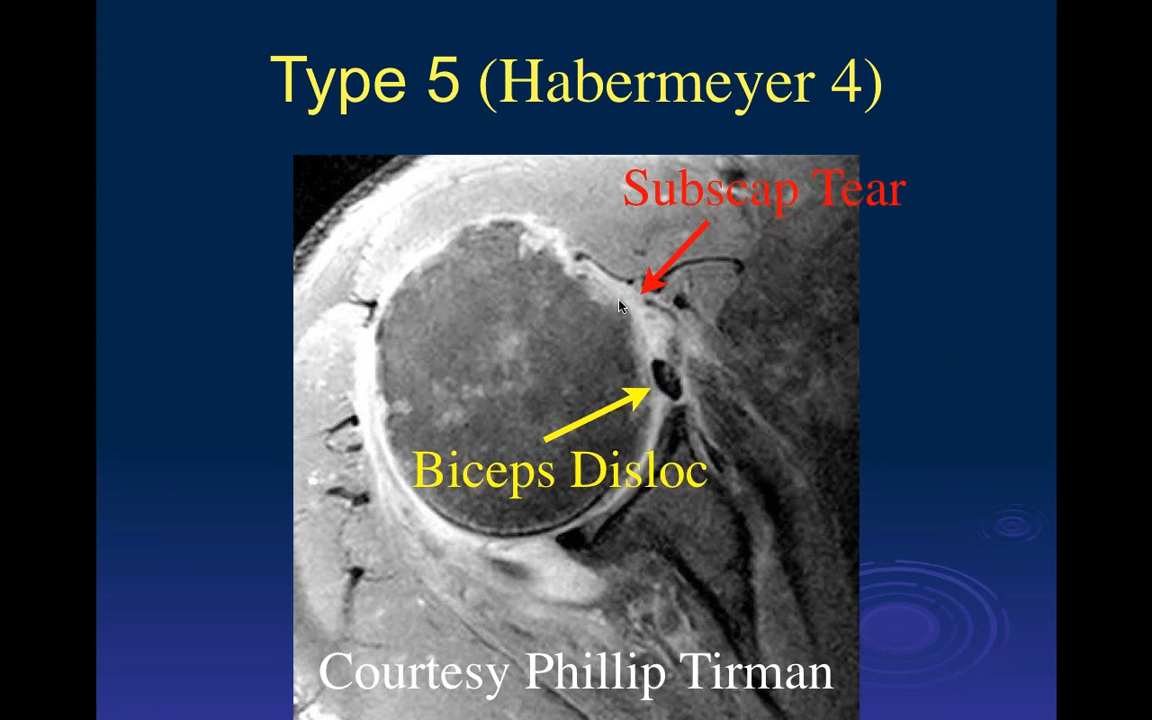 Type 5 (Habermeyer 4)
Subscap Tear
Biceps Disloc
Courtesy Phillip Tirman